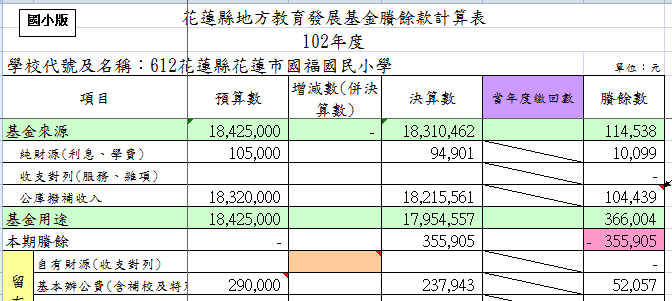 國小版
花蓮縣地方教育發展基金賸餘款計算表
102年度
學校代號及名稱：612花蓮縣花蓮市國福國民小學 單位：元
項目 預算數 增減數(併決算數) 決算數 當年度繳回數 賸餘數
基金來源 18,425,000 - 18,310,462 114,538
純財源(利息、學費) 105,000 94,901 10,099
收支對列(服務、雜項) -
公庫撥補收入 18,320,000 18,215,561 104,439
基金用途 18,425,000 17,954,557 366,004
本期賸餘 - 355,905 - 355,905
自有財源(收支對列) -
留 基本辦公費(含補校及特 290,000 237,943 52,057